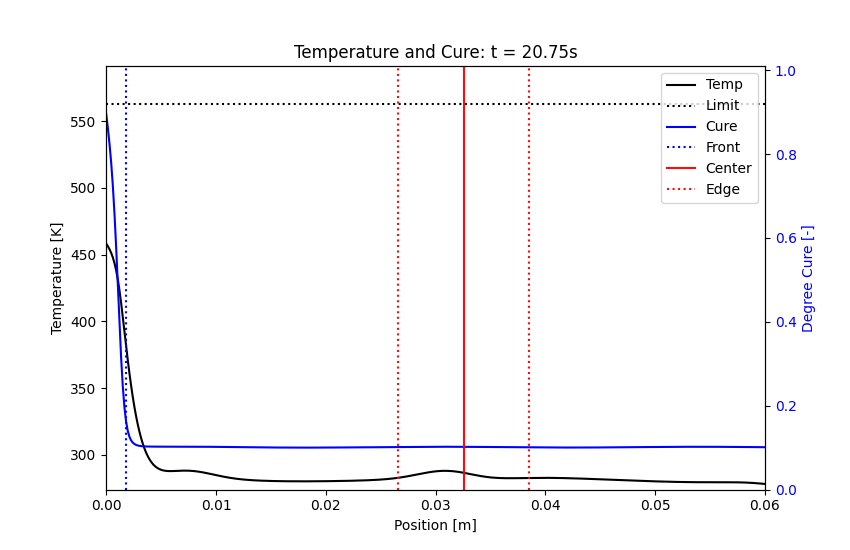 Temperature and Cure: t = 20.75s
Temp
Limit
Cure
Front
Center
Edge
Temperature [K]
550
500
450
400
350
300
1.0
0.8
0.6
0.4
0.2
0.0
Degree Cure [-]
0.00 0.01 0.02 0.03 0.04 0.05 0.06
Position [m]